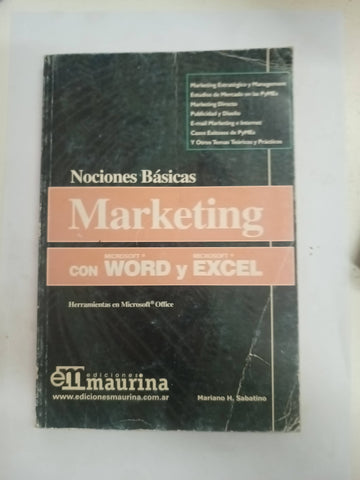 Marketing Estratégico y Management
Estudios de Mercado en las PyMEs
Marketing Directo
Publicidad y Diseño
E-mail Marketing e Internet
Casos Exitosos de PyMEs
Y Otros Temas Teóricos y Prácticos
Nociones Básicas
Marketing
MICROSOFT ® MICROSOFT ®
CON WORD y EXCEL
Herramientas en Microsoft® Office
em ediciones
maurina
www.edicionesmaurina.com.ar
Mariano H. Sabatino